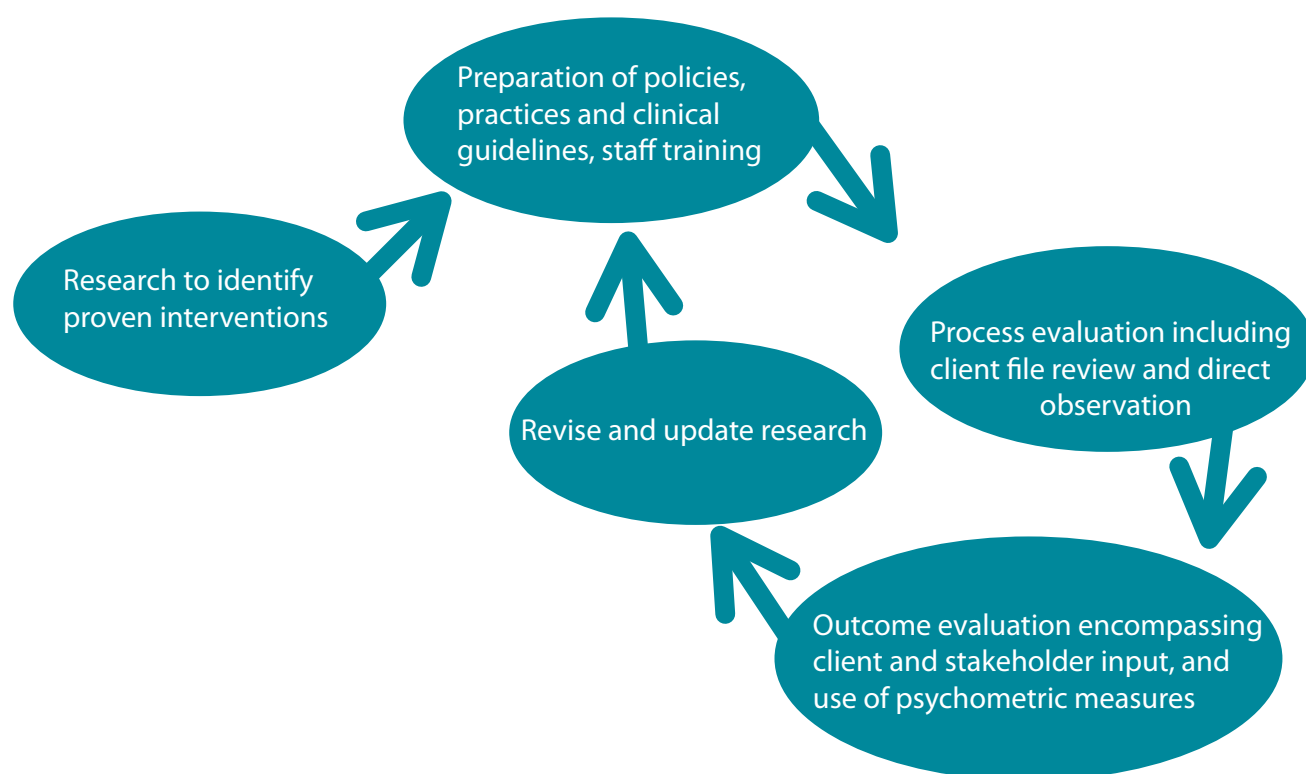 Preparation of policies,
practices and clinical
guidelines, staff training
Research to identify
proven interventions
Process evaluation including
client file review and direct
observation
Revise and update research
Outcome evaluation encompassing
client and stakeholder input, and
use of psychometric measures